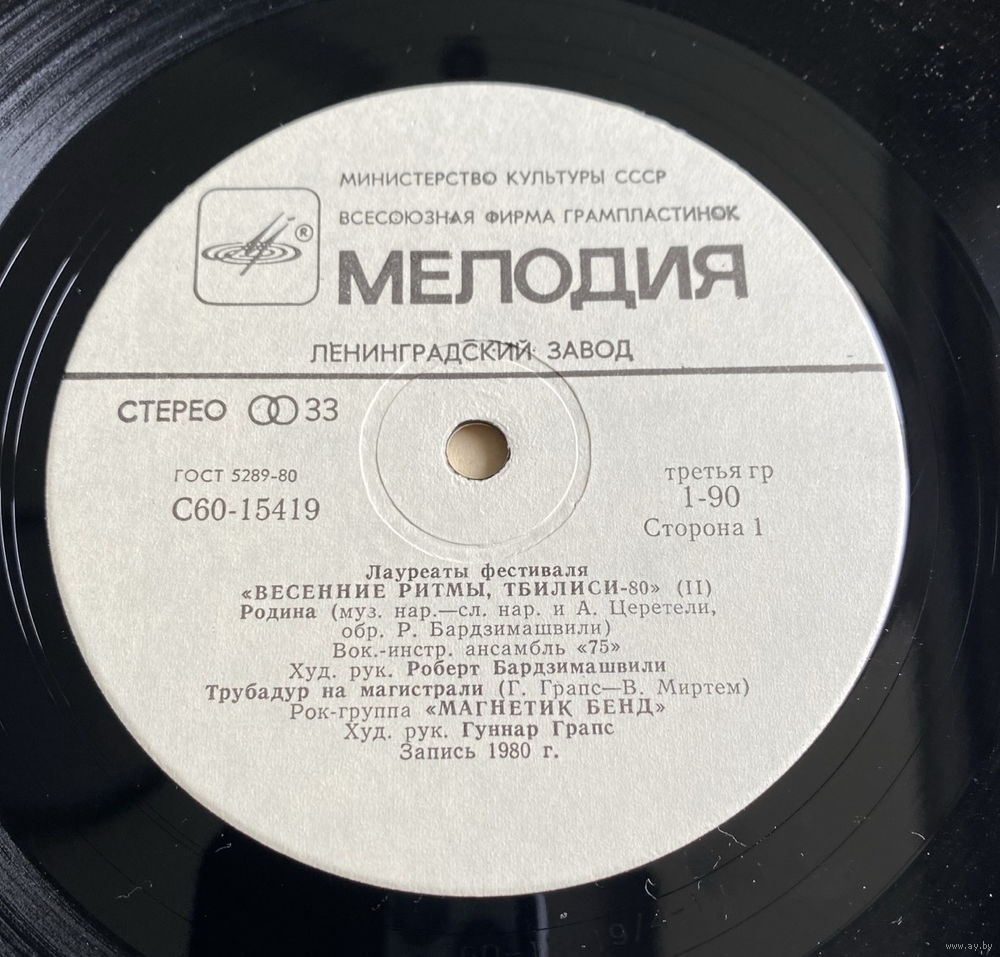 МИНИСТЕРСТВО КУЛЬТУРЫ СССР
ВСЕСОЮЗНАЯ ФИРМА ГРАМПЛАСТИНОК
®
МЕЛОДИЯ
ЛЕНИНГРАДСКИЙ ЗАВОД
СТЕРЕО 33
ГОСТ 5289-80
С60-15419
третья гр
1-90
Сторона 1
Лауреаты фестиваля
«ВЕСЕННИЕ РИТМЫ, ТБИЛИСИ-80» (II)
Родина (муз. нар.—сл. нар. и А. Церетели,
обр. Р. Бардзимашвили)
Вок.-инстр. ансамбль «75»
Худ. рук. Роберт Бардзимашвили
Трубадур на магистрали (Г. Грапс—В. Миртем)
Рок-группа «МАГНЕТИК БЕНД»
Худ. рук. Гуннар Грапс
Запись 1980 г.
www.ay.by